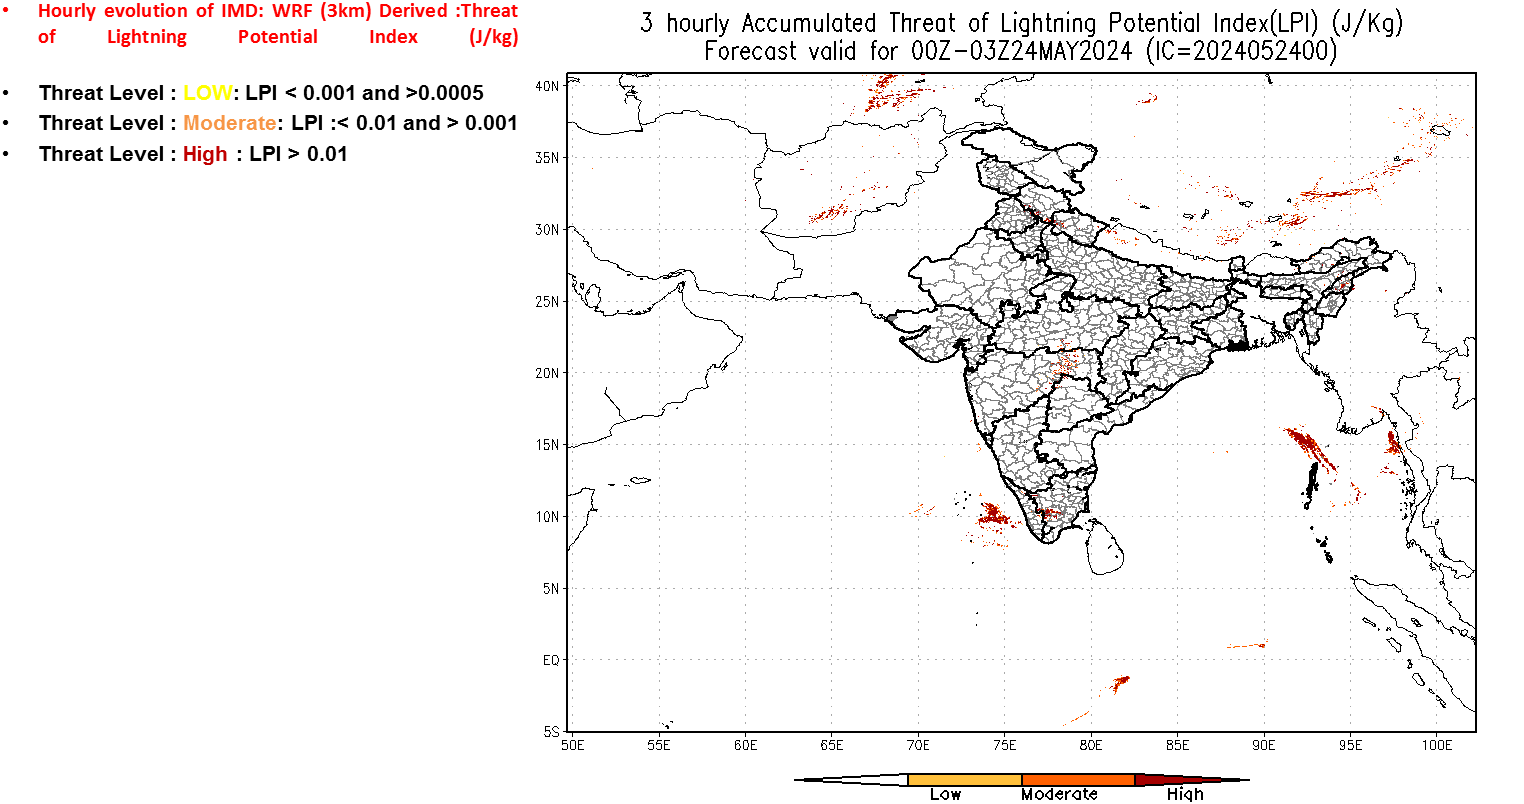 • Hourly evolution of IMD: WRF (3km) Derived :Threat
of Lightning Potential Index (J/kg)
• Threat Level : LOW: LPI < 0.001 and >0.0005
• Threat Level : Moderate: LPI :< 0.01 and > 0.001
• Threat Level : High : LPI > 0.01
3 hourly Accumulated Threat of Lightning Potential Index(LPI) (J/Kg)
Forecast valid for 00Z-03Z24MAY2024 (IC=2024052400)
40N
35N
30N
25N
20N
15N
10N
5N
EQ
5S
50E 55E 60E 65E 70E 75E 80E 85E 90E 95E 100E
Low Moderate High